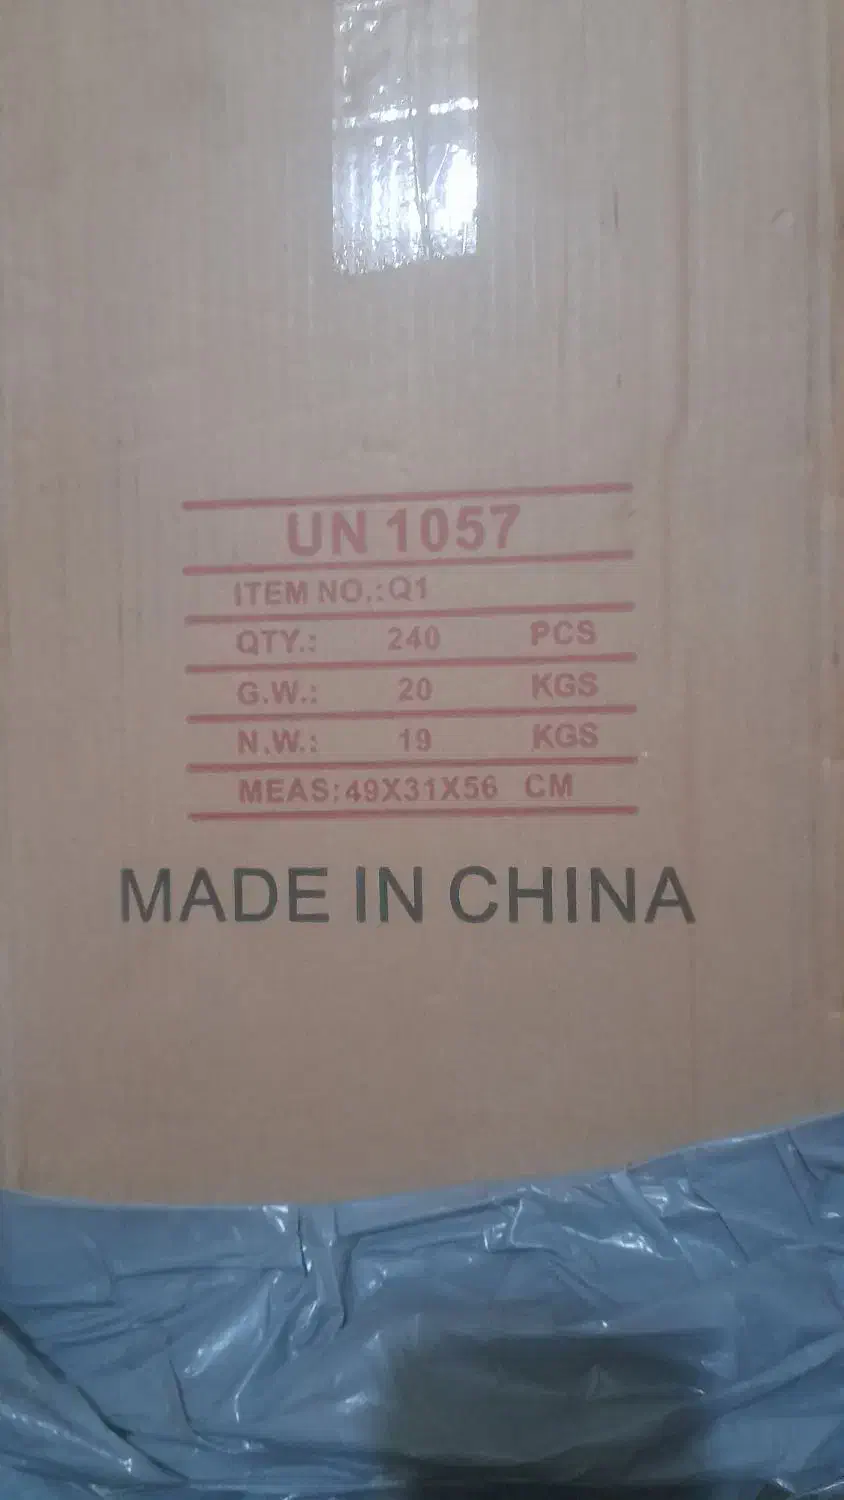 UN 1057
ITEM NO.:Q1
QTY.: 240 PCS
G.W.: 20 KGS
N.W.: 19 KGS
MEAS:49X31X56 CM
MADE IN CHINA